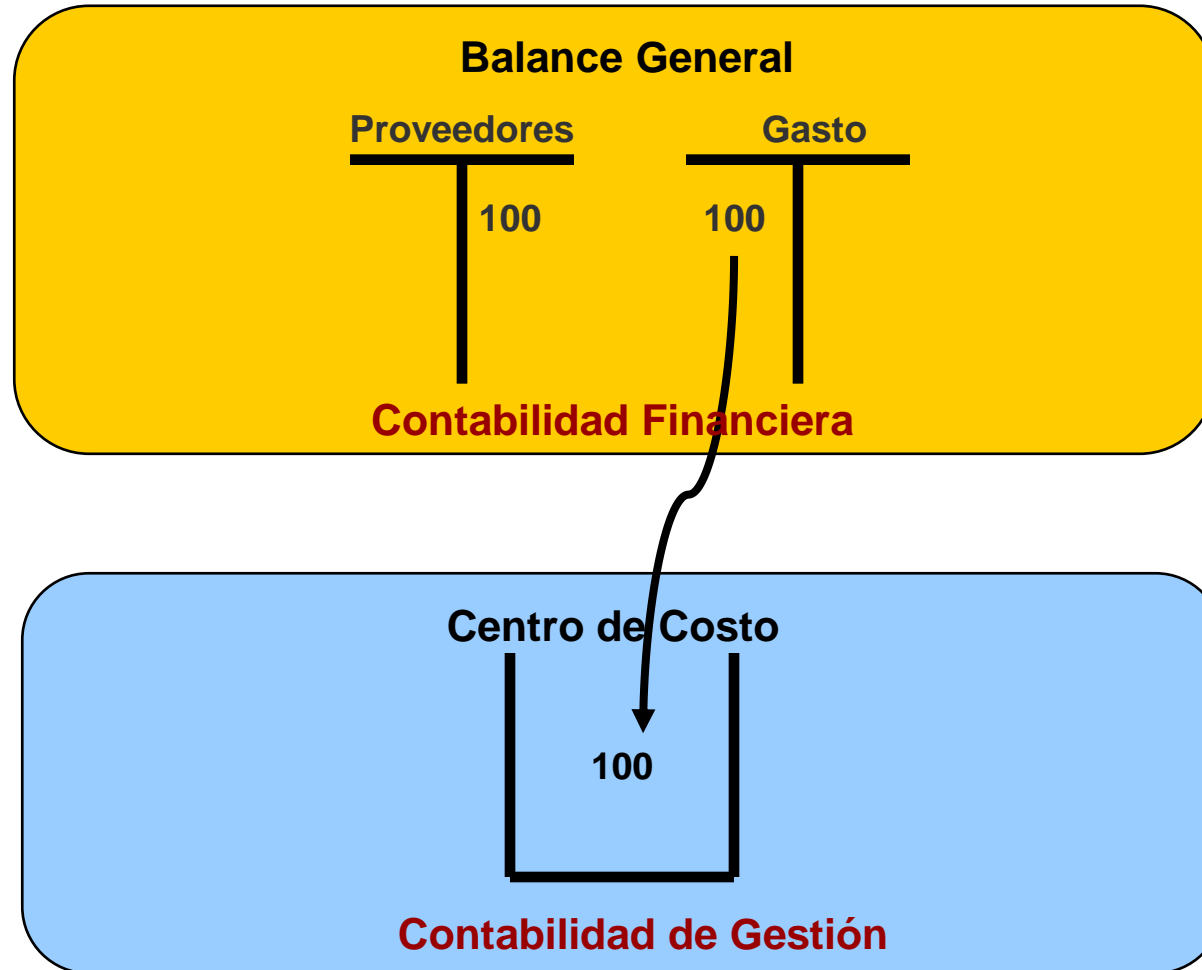 Balance General
Proveedores Gasto
100 100
Contabilidad Financiera
Centro de Costo
100
Contabilidad de Gestión